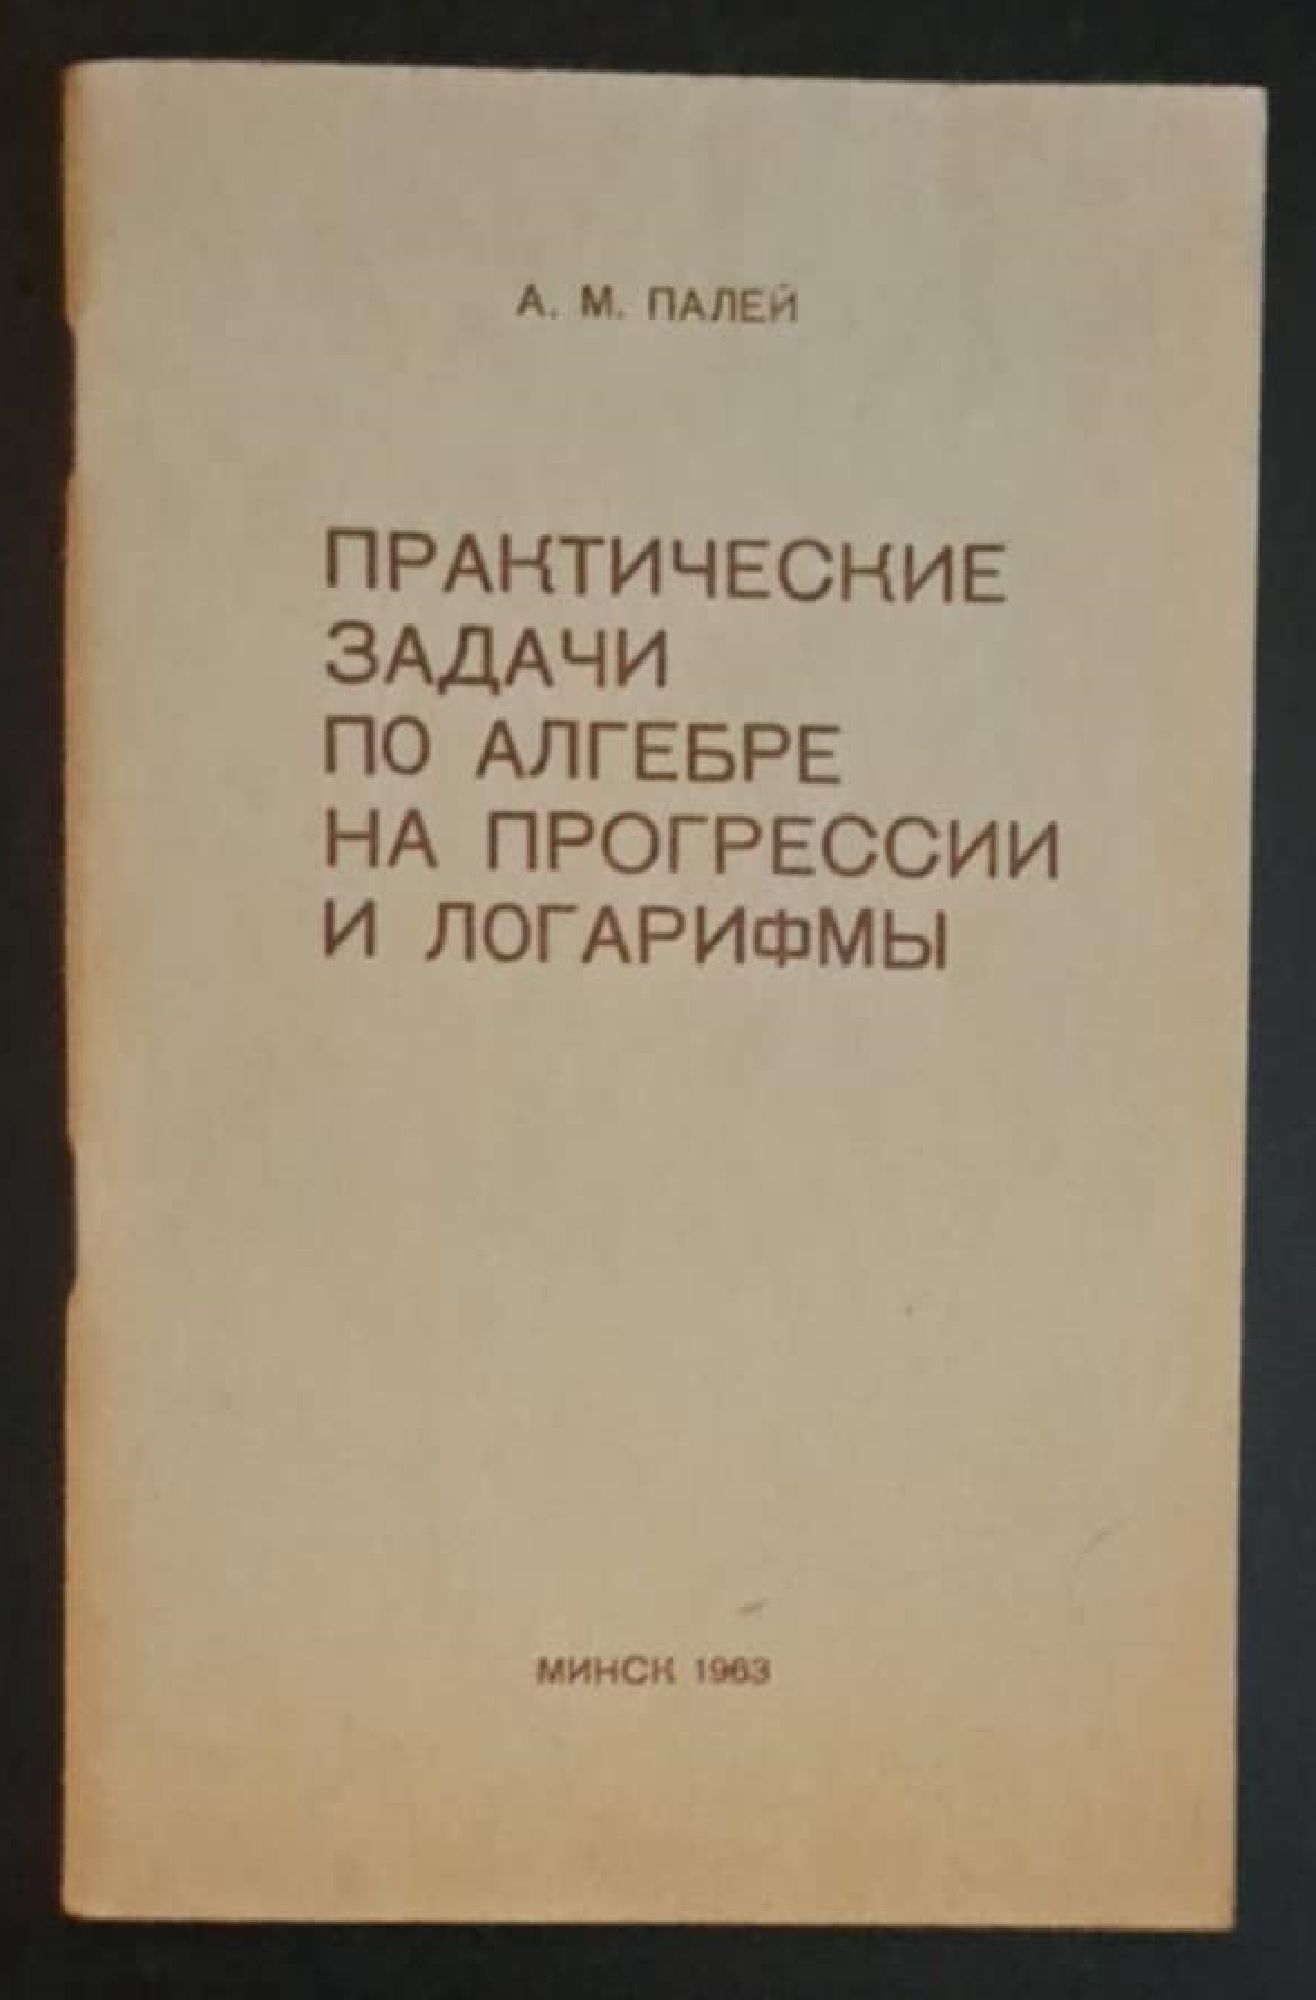 А. М. ПАЛЕЙ
ПРАКТИЧЕСКИЕ
ЗАДАЧИ
ПО АЛГЕБРЕ
НА ПРОГРЕССИИ
И ЛОГАРИФМЫ
МИНСК 1963